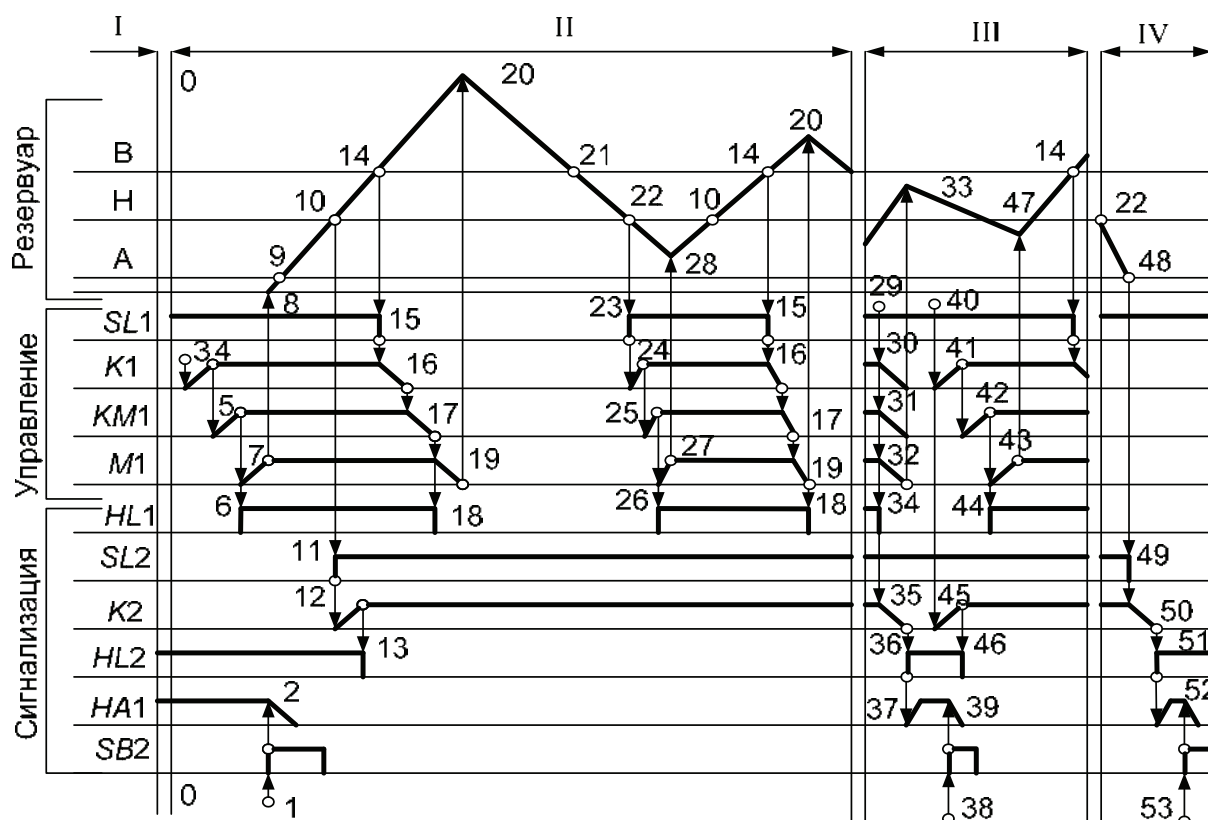 I II III IV
0 20
Резервуар
В 14 21 20 14 14
Н 10 22 10 33 47 22
А 9 28 48
8 29 40
Управление
SL1 15 23 15
K1 3 4 16 24 16 30 41
KM1 5 17 25 17 31 42
M1 7 19 27 19 32 43
Сигнализация
HL1 6 18 26 18 34 44
SL2 11 49
K2 12 35 45 50
HL2 13 36 46 51
HA1 2 37 39 52
SB2
0 1 38 53